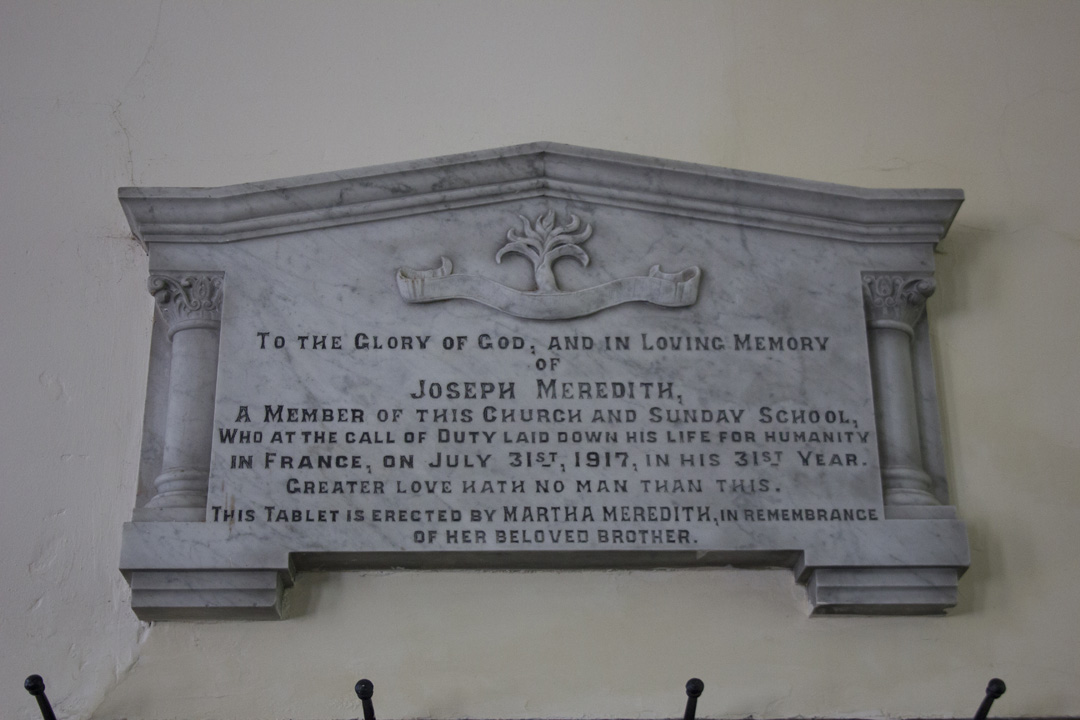 To the Glory of God, and in Loving Memory
of
Joseph Meredith,
A Member of this Church and Sunday School,
Who at the call of Duty laid down his life for humanity
in France, on July 31st, 1917, in his 31st Year.
Greater love hath no man than this.
This Tablet is erected by Martha Meredith, in remembrance
of her beloved brother.